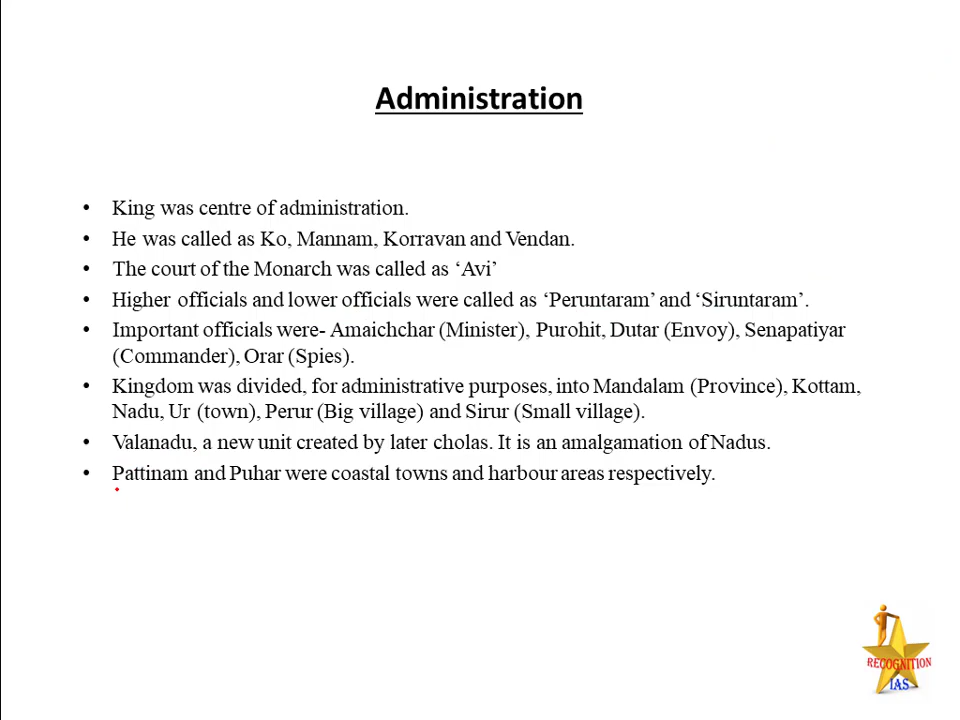 Administration
• King was centre of administration.
• He was called as Ko, Mannam, Korravan and Vendan.
• The court of the Monarch was called as ‘Avi’
• Higher officials and lower officials were called as ‘Peruntaram’ and ‘Siruntaram’.
• Important officials were- Amaichchar (Minister), Purohit, Dutar (Envoy), Senapatiyar
(Commander), Orar (Spies).
• Kingdom was divided, for administrative purposes, into Mandalam (Province), Kottam,
Nadu, Ur (town), Perur (Big village) and Sirur (Small village).
• Valanadu, a new unit created by later cholas. It is an amalgamation of Nadus.
• Pattinam and Puhar were coastal towns and harbour areas respectively.
RECOGNITION
IAS